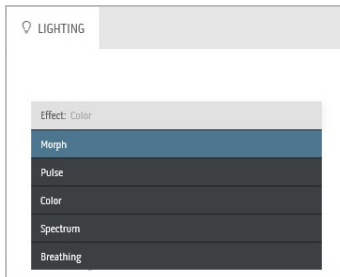 LIGHTING
Effect: Color
Morph
Pulse
Color
Spectrum
Breathing